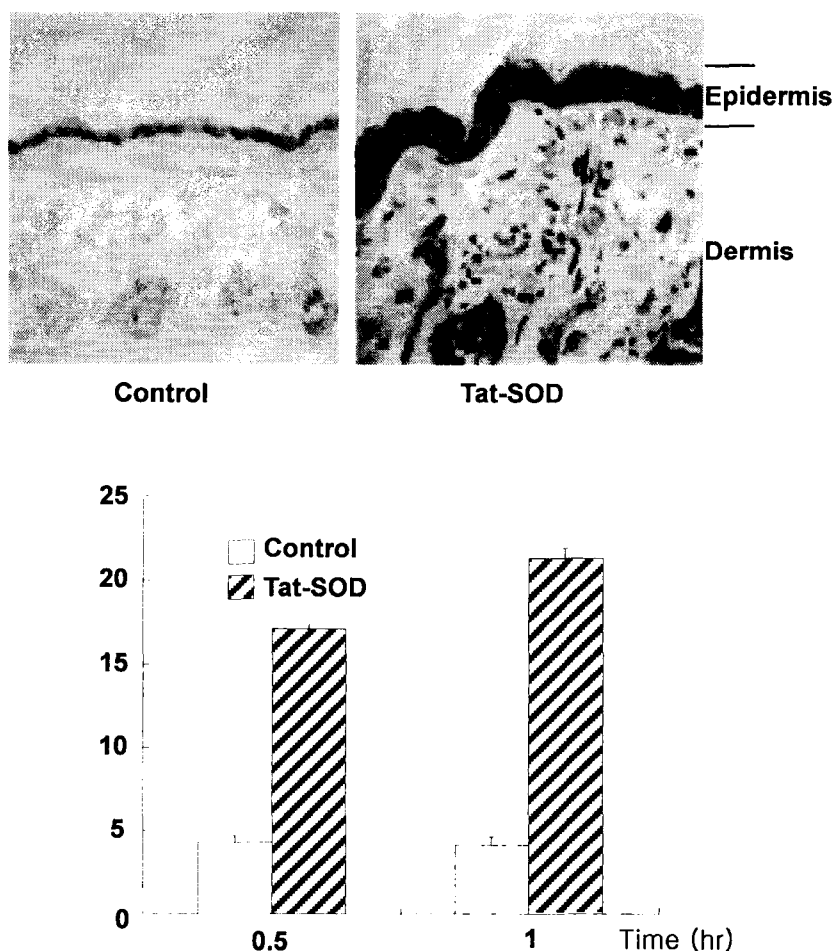 Epidermis
Dermis
Control
Tat-SOD
25
20
15
10
5
0
Control
Tat-SOD
0.5
1
Time (hr)